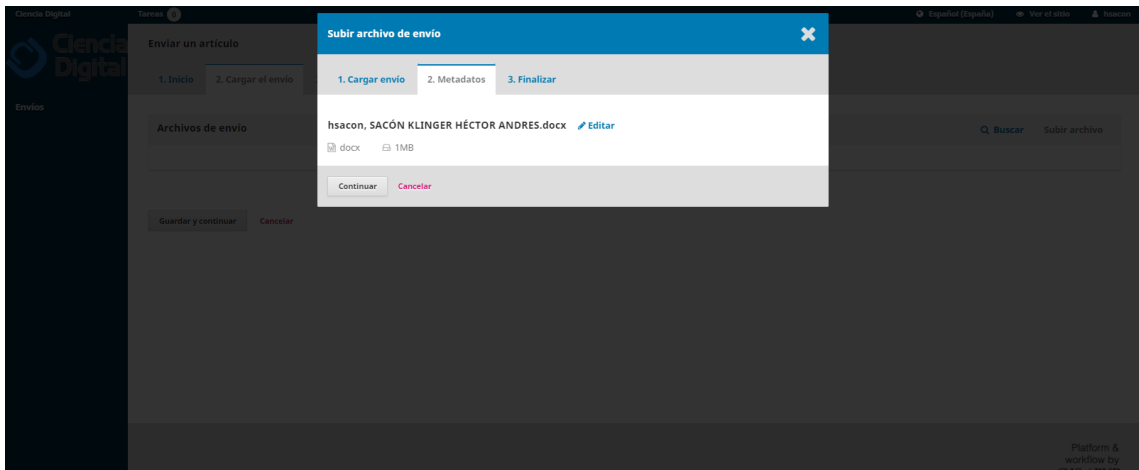 Ciencia Digital
Tareas 0
Español (España) Ver el sitio hsacon
Ciencia
Digital
Envíos
Enviar un artículo
1. Inicio 2. Cargar el envío
Archivos de envío
Buscar Subir archivo
Guardar y continuar Cancelar
Subir archivo de envío
1. Cargar envío 2. Metadatos 3. Finalizar
hsacon, SACÓN KLINGER HÉCTOR ANDRES.docx Editar
docx 1MB
Continuar Cancelar
Platform &
workflow by